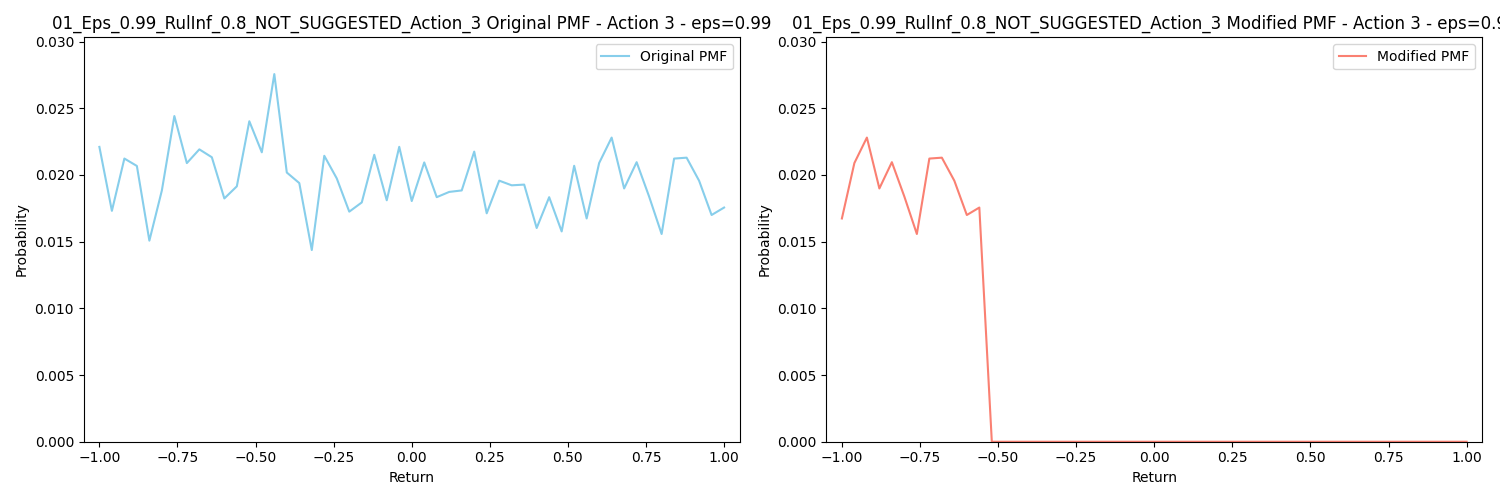 01_Eps_0.99_RulInf_0.8_NOT_SUGGESTED_Action_3 Original PMF - Action 3 - eps=0.99
Original PMF
0.030
0.025
0.020
0.015
0.010
0.005
0.000
Probability
−1.00 −0.75 −0.50 −0.25 0.00 0.25 0.50 0.75 1.00
Return
01_Eps_0.99_RulInf_0.8_NOT_SUGGESTED_Action_3 Modified PMF - Action 3 - eps=0.9
Modified PMF
0.030
0.025
0.020
0.015
0.010
0.005
0.000
Probability
−1.00 −0.75 −0.50 −0.25 0.00 0.25 0.50 0.75 1.00
Return